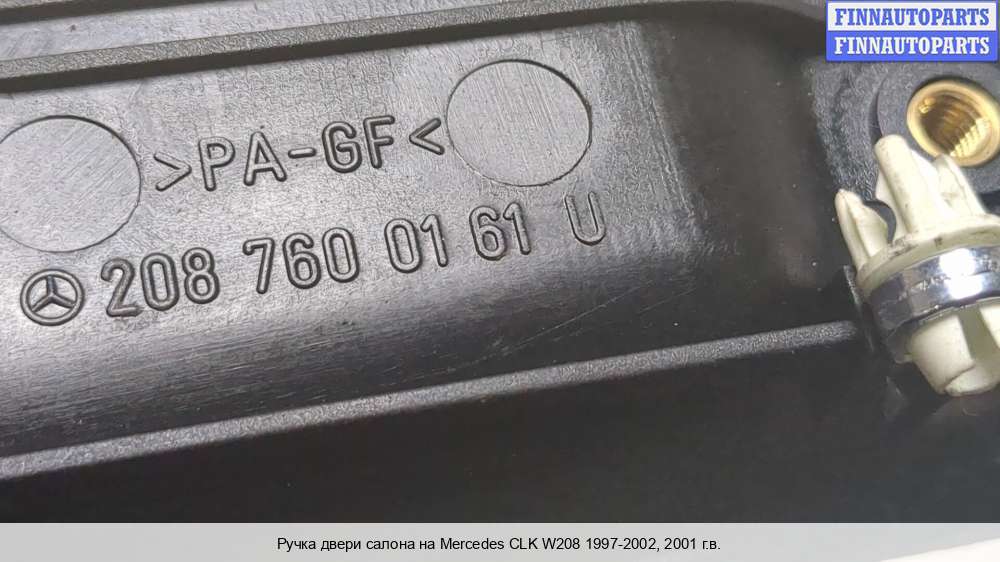 FINNAUTOPARTS
FINNAUTOPARTS
>PA-GF<
208 760 01 61 U
Ручка двери салона на Mercedes CLK W208 1997-2002, 2001 г.в.